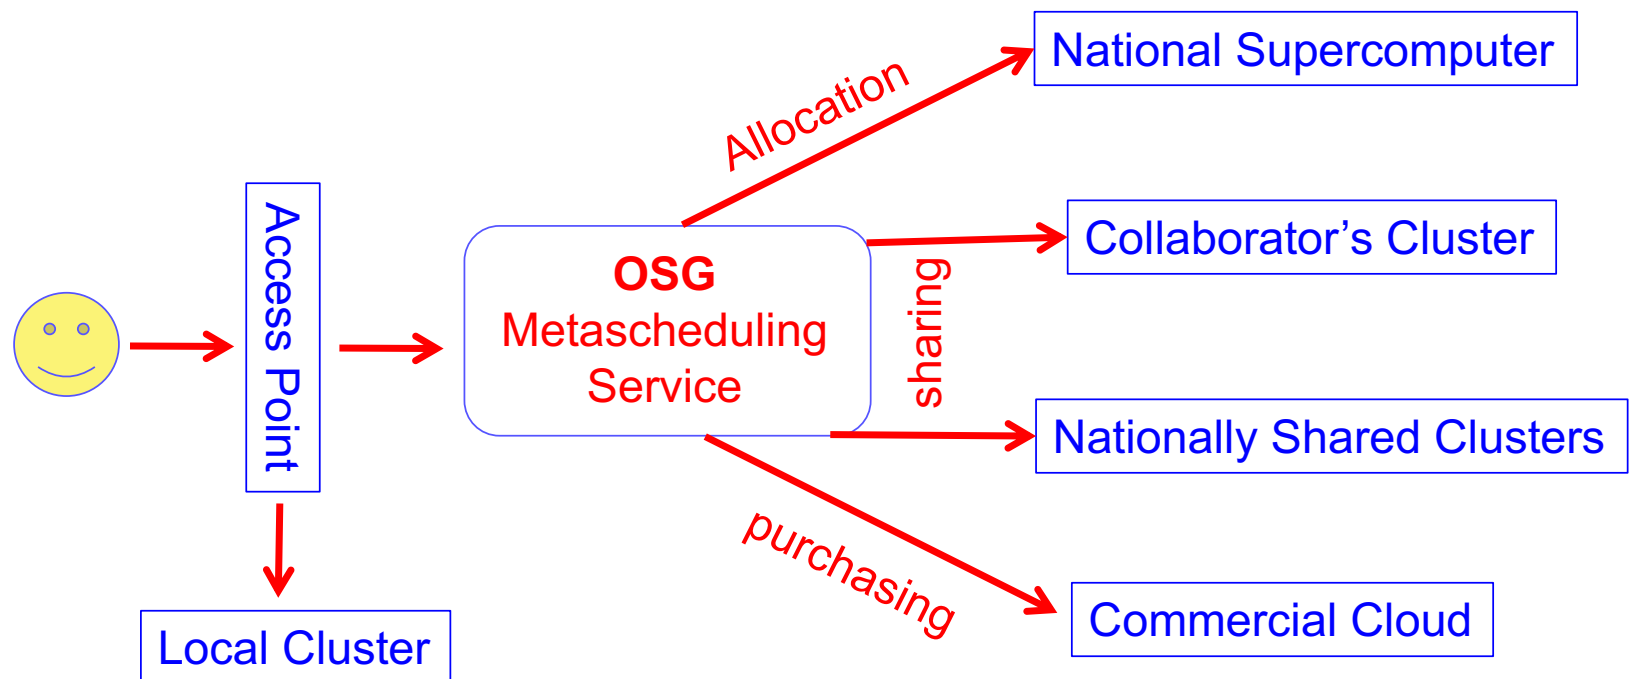 National Supercomputer
Allocation
Access Point
Collaborator’s Cluster
OSG
Metascheduling
Service
sharing
Nationally Shared Clusters
purchasing
Commercial Cloud
Local Cluster